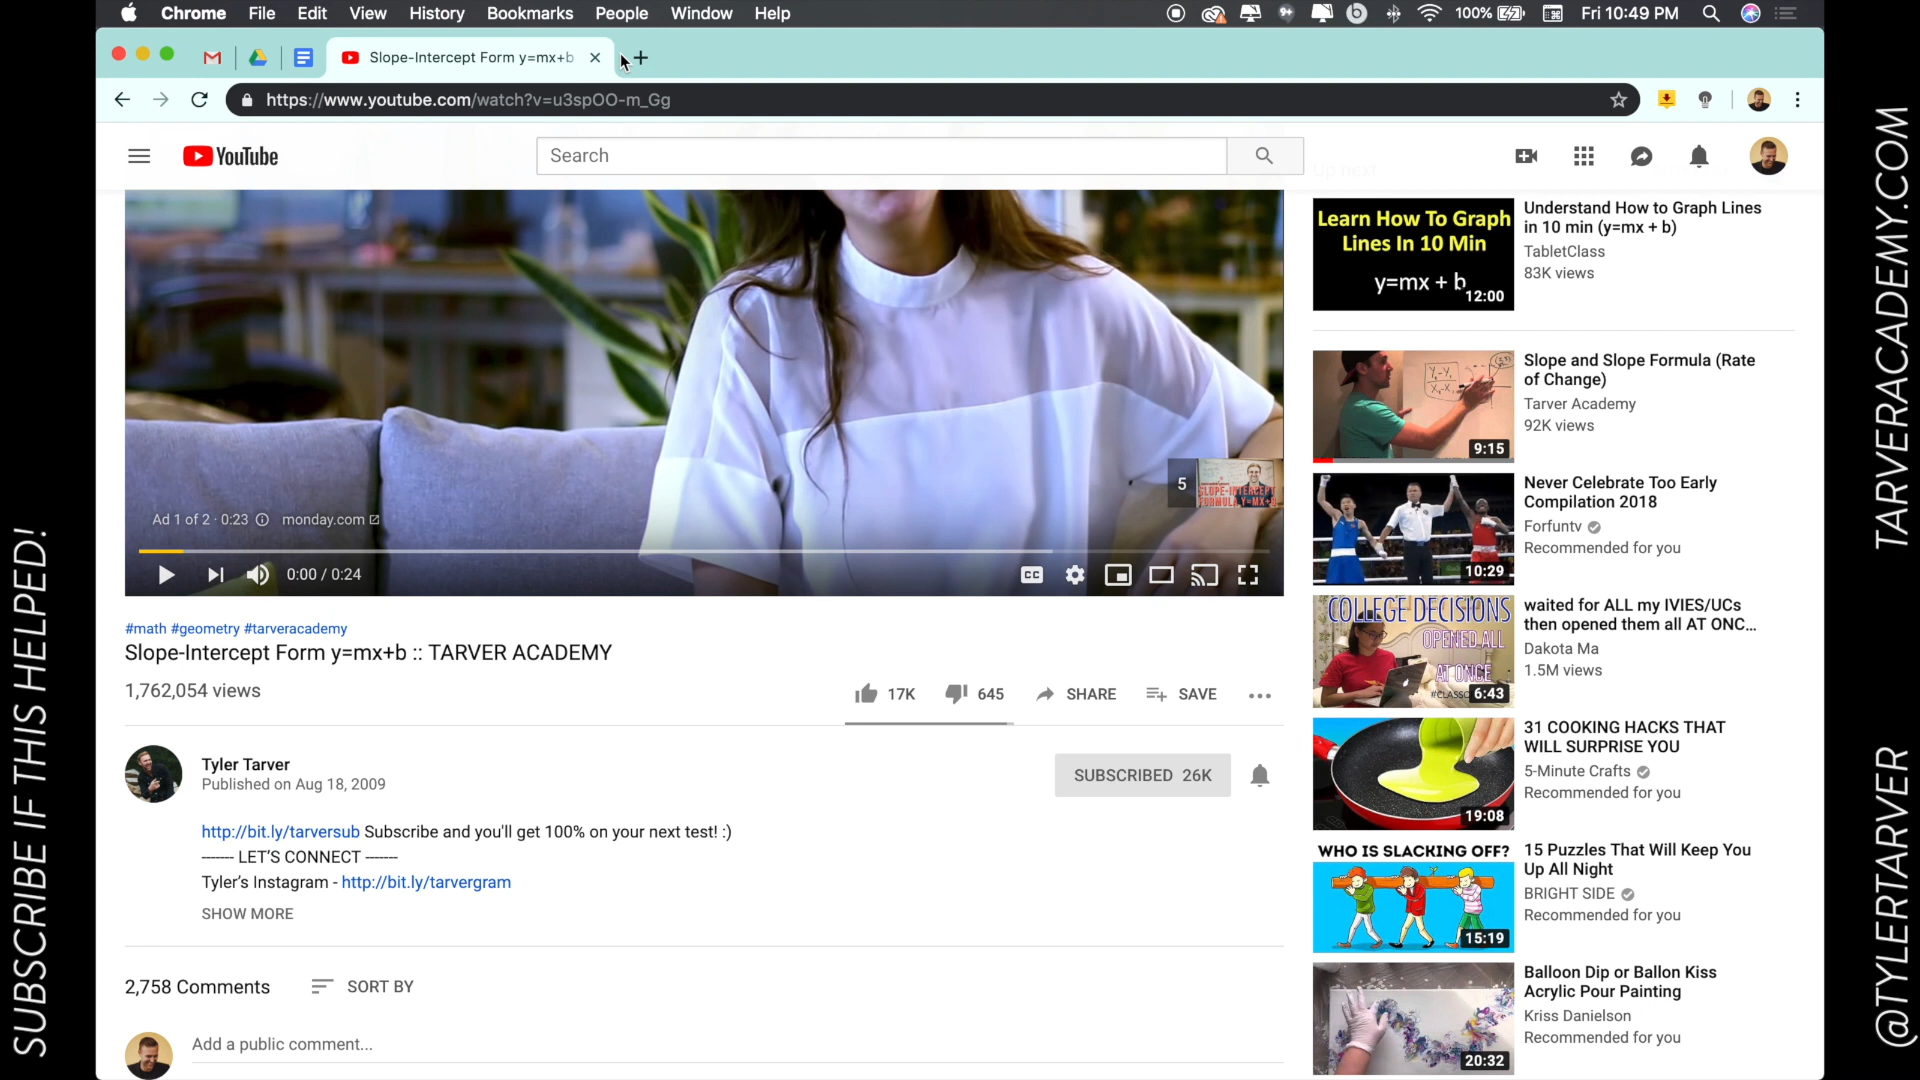 Chrome File Edit View History Bookmarks People Window Help
100% Fri 10:49 PM
Slope-Intercept Form y=mx+b
https://www.youtube.com/watch?v=u3spOO-m_Gg
YouTube
Search
Up next
Ad 1 of 2 · 0:23 monday.com
5
SLOPE-INTERCEPT
FORMULA Y=MX+B
0:00 / 0:24
CC
#math #geometry #tarveracademy
Slope-Intercept Form y=mx+b :: TARVER ACADEMY
1,762,054 views
17K 645 SHARE SAVE
Tyler Tarver
Published on Aug 18, 2009
SUBSCRIBED 26K
http://bit.ly/tarversub Subscribe and you'll get 100% on your next test! :)
------- LET'S CONNECT -------
Tyler's Instagram - http://bit.ly/tarvergram
SHOW MORE
2,758 Comments SORT BY
Add a public comment...
Learn How To Graph
Lines In 10 Min
y=mx + b
12:00
Understand How to Graph Lines
in 10 min (y=mx + b)
TabletClass
83K views
9:15
Slope and Slope Formula (Rate
of Change)
Tarver Academy
92K views
10:29
Never Celebrate Too Early
Compilation 2018
Forfuntv
Recommended for you
COLLEGE DECISIONS
OPENED ALL
AT ONCE
6:43
waited for ALL my IVIES/UCs
then opened them all AT ONC...
Dakota Ma
1.5M views
19:08
31 COOKING HACKS THAT
WILL SURPRISE YOU
5-Minute Crafts
Recommended for you
WHO IS SLACKING OFF?
15:19
15 Puzzles That Will Keep You
Up All Night
BRIGHT SIDE
Recommended for you
20:32
Balloon Dip or Ballon Kiss
Acrylic Pour Painting
Kriss Danielson
Recommended for you
SUBSCRIBE IF THIS HELPED!
TARVERACADEMY.COM
@TYLERTARVER